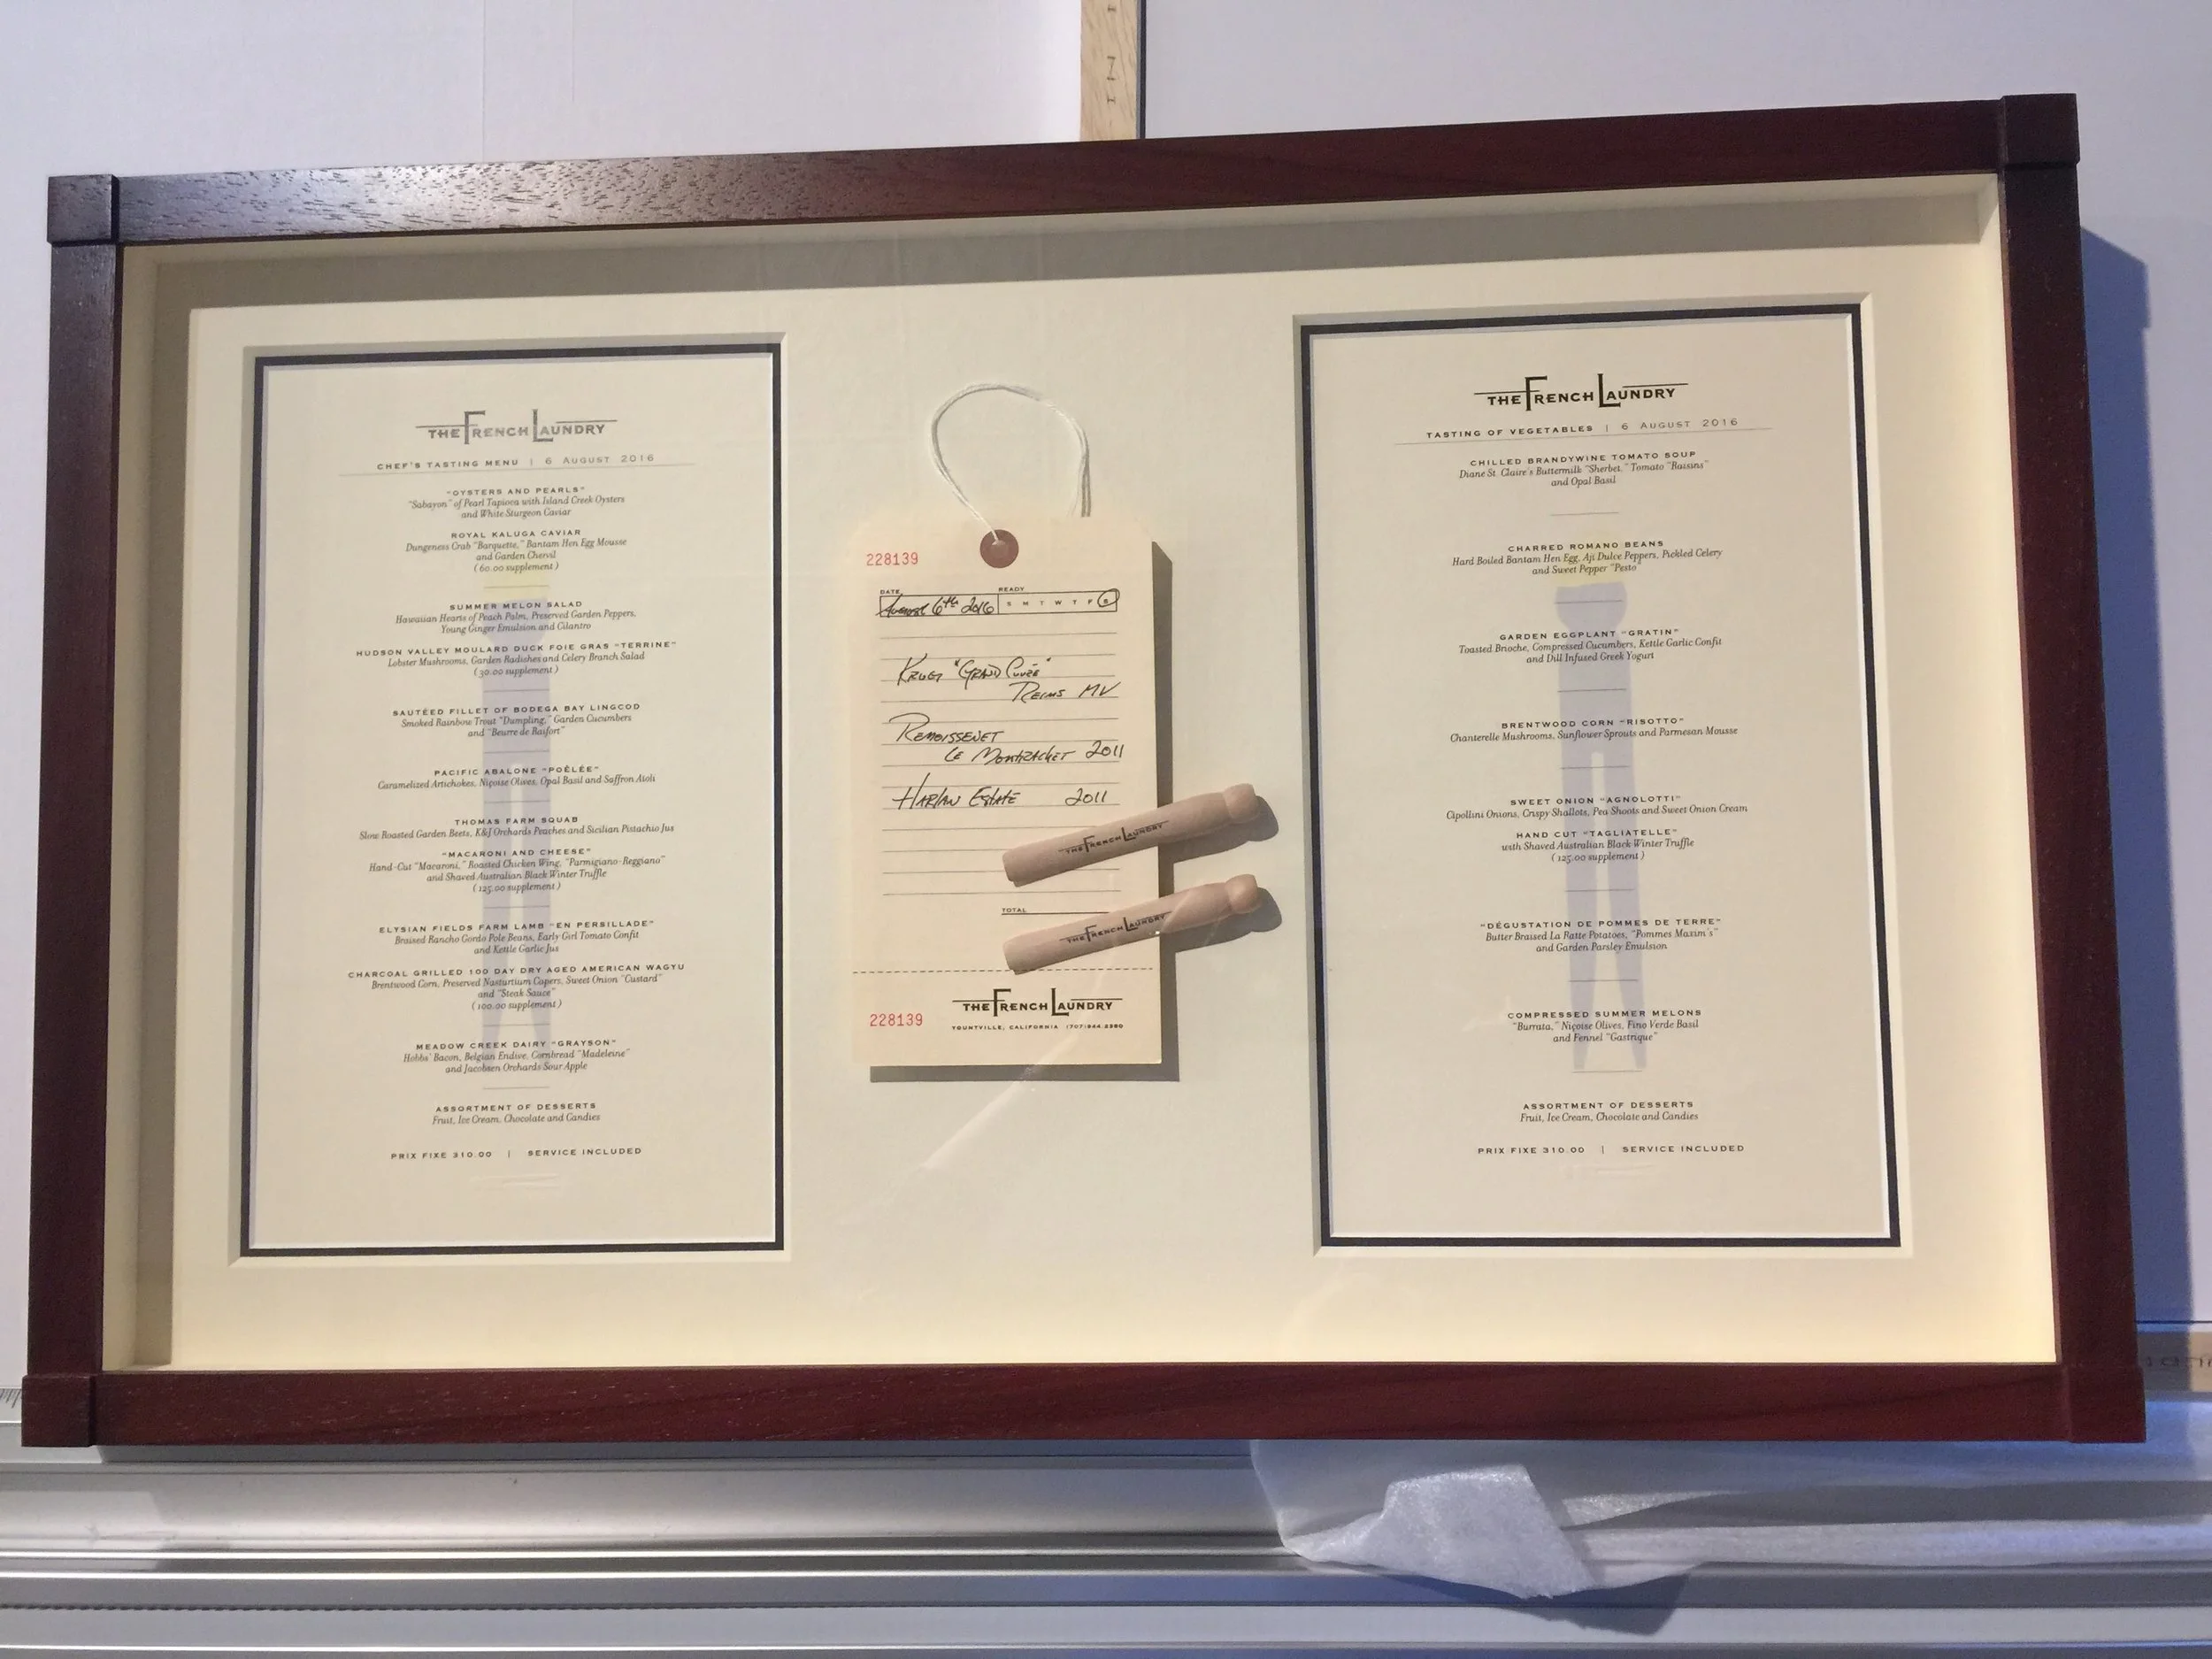 THE FRENCH LAUNDRY
CHEF'S TASTING MENU | 6 AUGUST 2016
"OYSTERS AND PEARLS"
"Sabayon" of Pearl Tapioca with Island Creek Oysters
and White Sturgeon Caviar
ROYAL KALUGA CAVIAR
Dungeness Crab "Barquette," Bantam Hen Egg Mousse
and Garden Chervil
(60.00 supplement)
SUMMER MELON SALAD
Hawaiian Hearts of Peach Palm, Preserved Garden Peppers,
Young Ginger Emulsion and Cilantro
HUDSON VALLEY MOULARD DUCK FOIE GRAS "TERRINE"
Lobster Mushrooms, Garden Radishes and Celery Branch Salad
(30.00 supplement)
SAUTÉED FILLET OF BODEGA BAY LINGCOD
Smoked Rainbow Trout "Dumpling," Garden Cucumbers
and "Beurre de Raifort"
PACIFIC ABALONE "POÊLÉE"
Caramelized Artichokes, Niçoise Olives, Opal Basil and Saffron Aioli
THOMAS FARM SQUAB
Slow Roasted Garden Beets, K&J Orchards Peaches and Sicilian Pistachio Jus
"MACARONI AND CHEESE"
Hand-Cut "Macaroni," Roasted Chicken Wing, "Parmigiano-Reggiano"
and Shaved Australian Black Winter Truffle
(125.00 supplement)
ELYSIAN FIELDS FARM LAMB "EN PERSILLADE"
Braised Rancho Gordo Pole Beans, Early Girl Tomato Confit
and Kettle Garlic Jus
CHARCOAL GRILLED 100 DAY DRY AGED AMERICAN WAGYU
Brentwood Corn, Preserved Nasturtium Capers, Sweet Onion "Custard"
and "Steak Sauce"
(100.00 supplement)
MEADOW CREEK DAIRY "GRAYSON"
Hobbs' Bacon, Belgian Endive, Cornbread "Madeleine"
and Jacobsen Orchards Sour Apple
ASSORTMENT OF DESSERTS
Fruit, Ice Cream, Chocolate and Candies
PRIX FIXE 310.00 | SERVICE INCLUDED
228139
DATE READY
August 6th 2016 S M T W T F S
Krug "Grand Cuvée"
Reims MV
Remoissenet
Le Montrachet 2011
Harlan Estate 2011
THE FRENCH LAUNDRY
TOTAL
THE FRENCH LAUNDRY
THE FRENCH LAUNDRY
228139
YOUNTVILLE, CALIFORNIA (707) 944.2380
THE FRENCH LAUNDRY
TASTING OF VEGETABLES | 6 AUGUST 2016
CHILLED BRANDYWINE TOMATO SOUP
Diane St. Claire's Buttermilk "Sherbet," Tomato "Raisins"
and Opal Basil
CHARRED ROMANO BEANS
Hard Boiled Bantam Hen Egg, Aji Dulce Peppers, Pickled Celery
and Sweet Pepper "Pesto"
GARDEN EGGPLANT "GRATIN"
Toasted Brioche, Compressed Cucumbers, Kettle Garlic Confit
and Dill Infused Greek Yogurt
BRENTWOOD CORN "RISOTTO"
Chanterelle Mushrooms, Sunflower Sprouts and Parmesan Mousse
SWEET ONION "AGNOLOTTI"
Cipollini Onions, Crispy Shallots, Pea Shoots and Sweet Onion Cream
HAND CUT "TAGLIATELLE"
with Shaved Australian Black Winter Truffle
(125.00 supplement)
"DÉGUSTATION DE POMMES DE TERRE"
Butter Braised La Ratte Potatoes, "Pommes Maxim's"
and Garden Parsley Emulsion
COMPRESSED SUMMER MELONS
"Burrata," Niçoise Olives, Fino Verde Basil
and Fennel "Gastrique"
ASSORTMENT OF DESSERTS
Fruit, Ice Cream, Chocolate and Candies
PRIX FIXE 310.00 | SERVICE INCLUDED